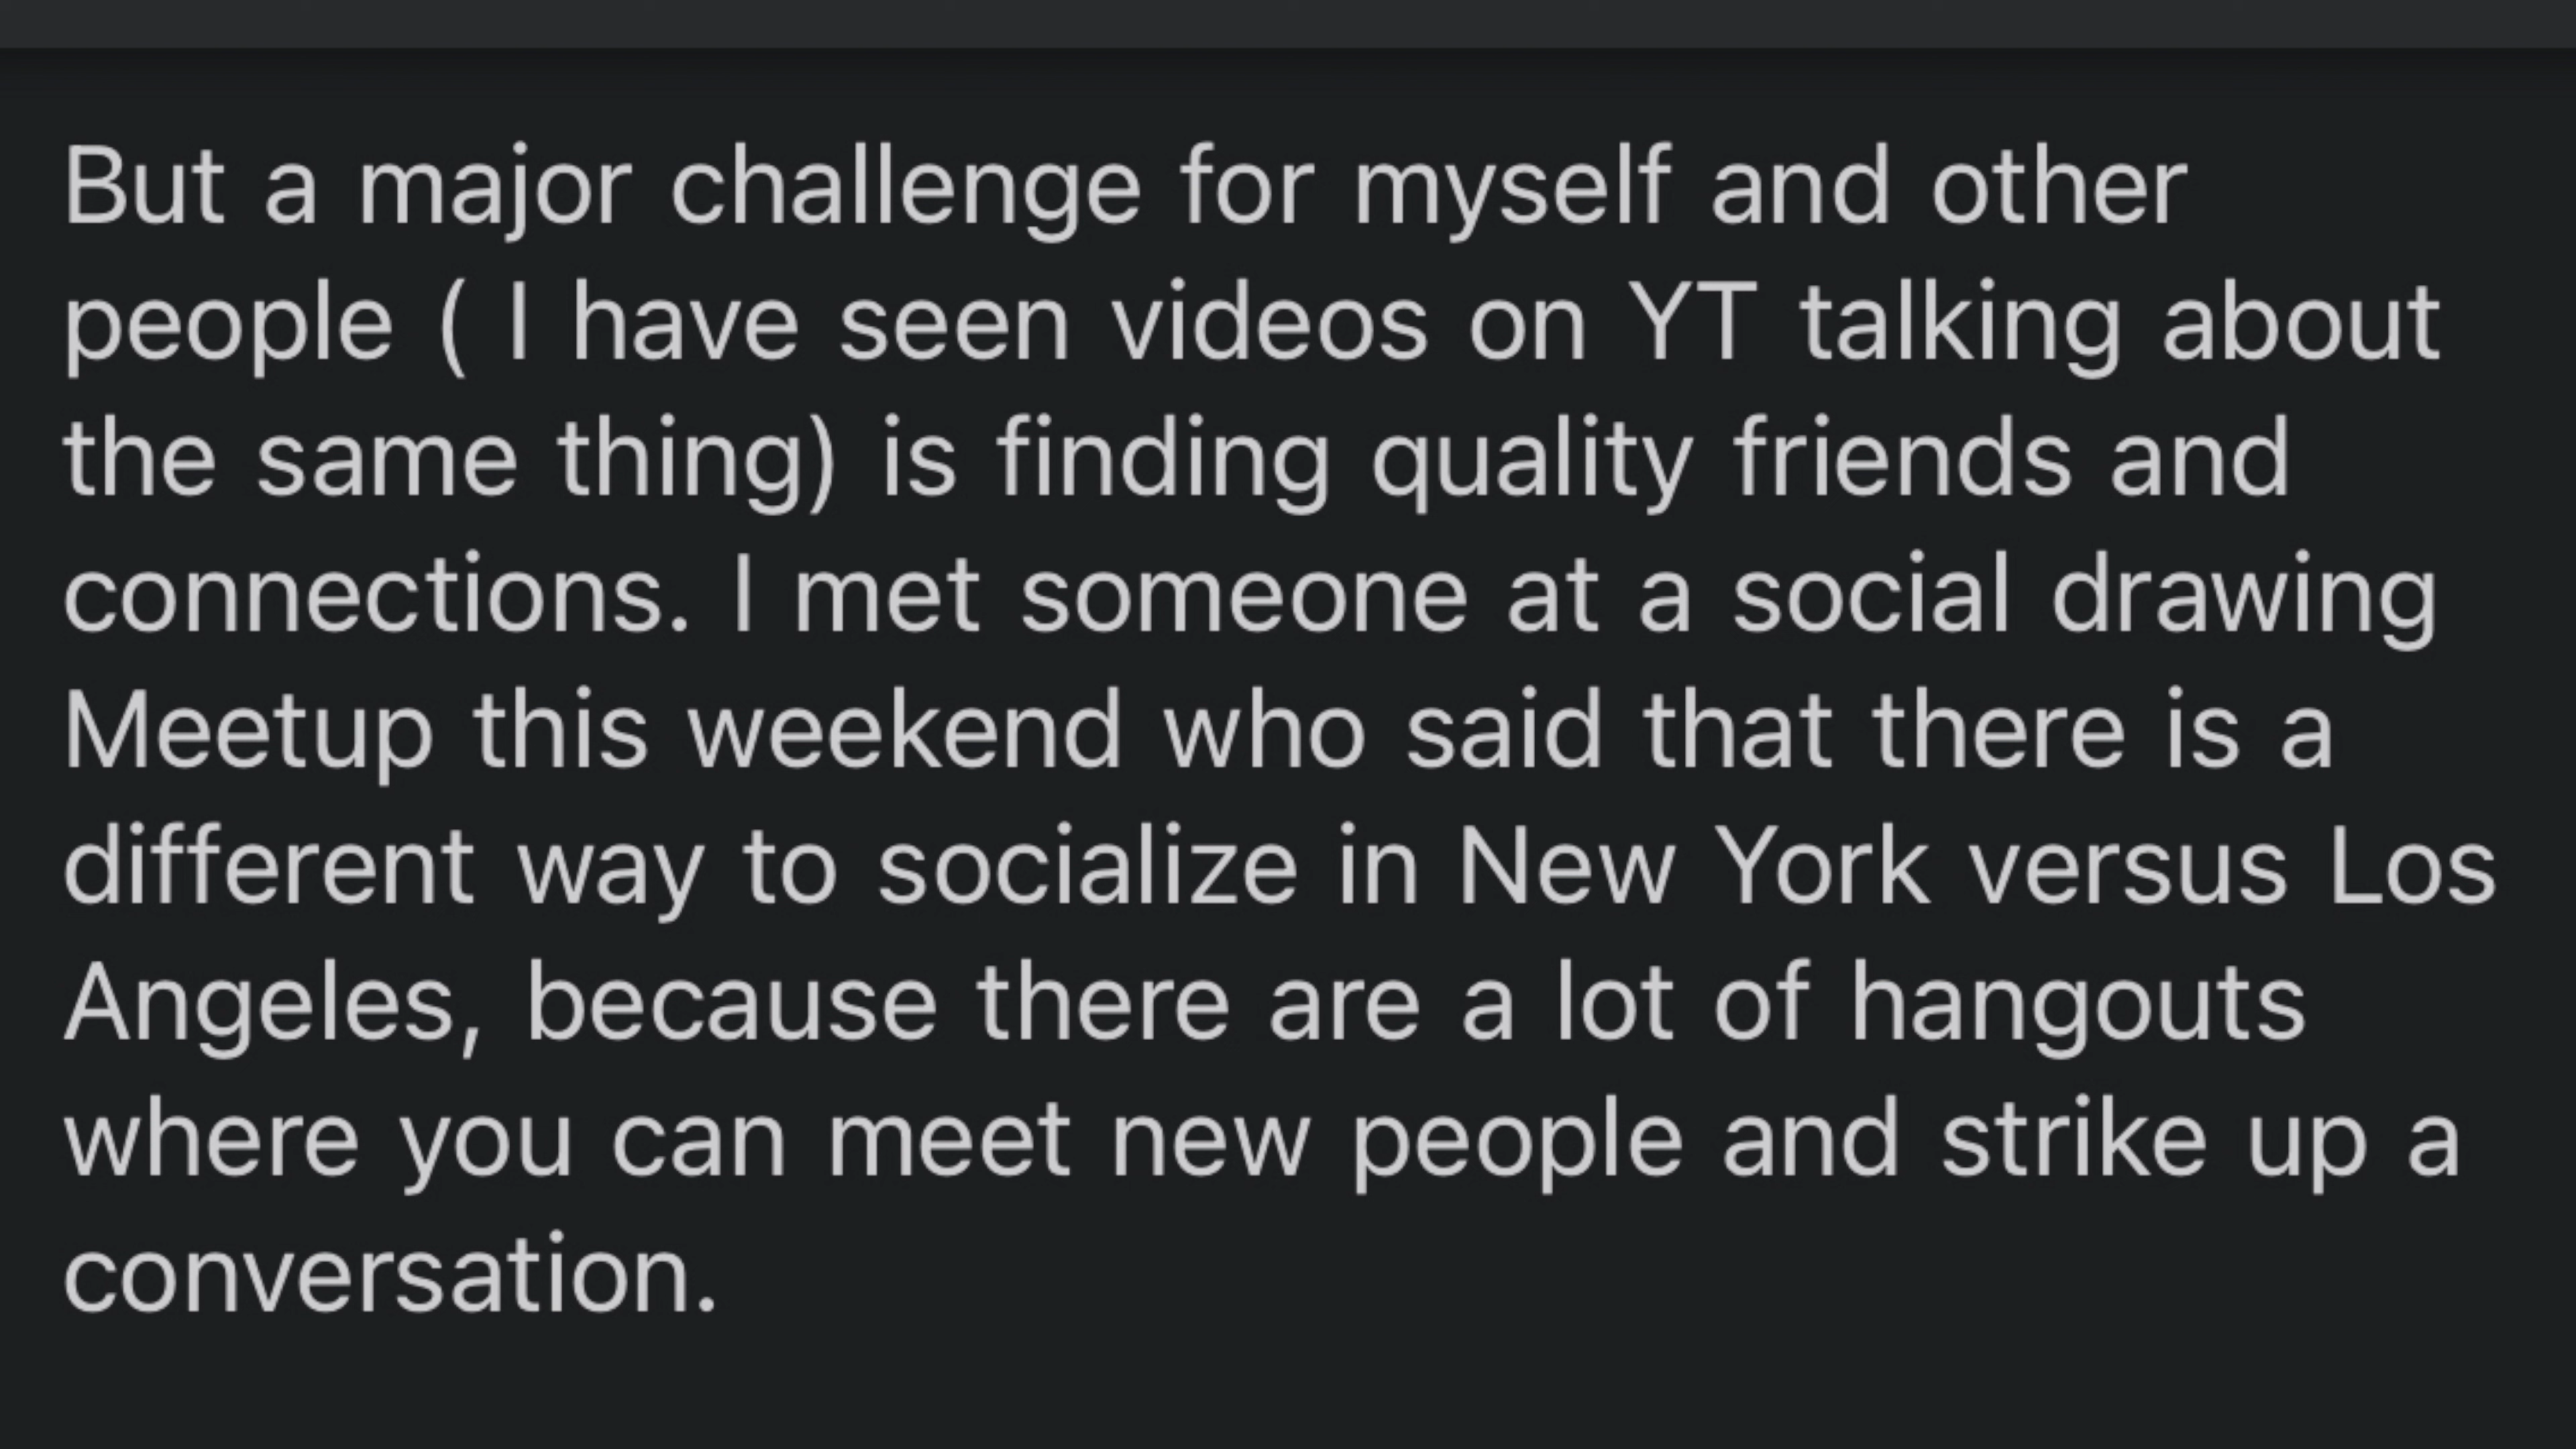 But a major challenge for myself and other
people ( I have seen videos on YT talking about
the same thing) is finding quality friends and
connections. I met someone at a social drawing
Meetup this weekend who said that there is a
different way to socialize in New York versus Los
Angeles, because there are a lot of hangouts
where you can meet new people and strike up a
conversation.